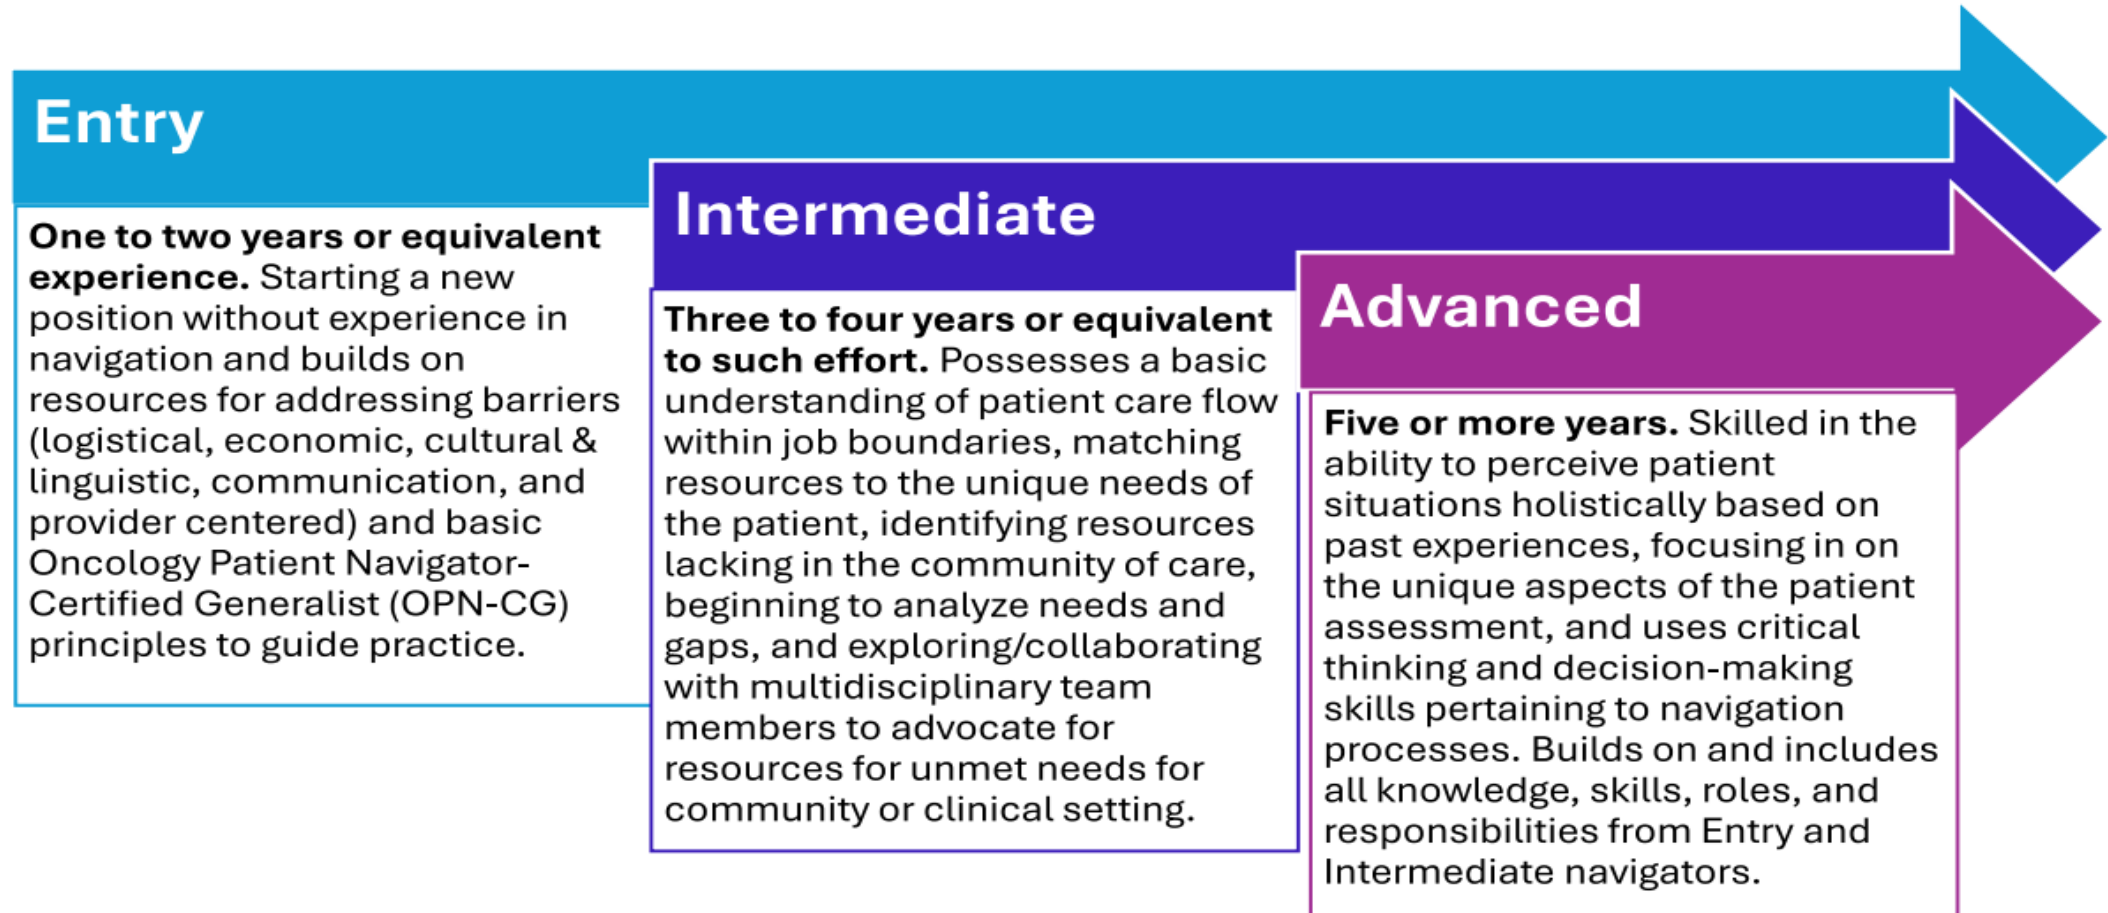 Entry
One to two years or equivalent
experience. Starting a new
position without experience in
navigation and builds on
resources for addressing barriers
(logistical, economic, cultural &
linguistic, communication, and
provider centered) and basic
Oncology Patient Navigator-
Certified Generalist (OPN-CG)
principles to guide practice.
Intermediate
Three to four years or equivalent
to such effort. Possesses a basic
understanding of patient care flow
within job boundaries, matching
resources to the unique needs of
the patient, identifying resources
lacking in the community of care,
beginning to analyze needs and
gaps, and exploring/collaborating
with multidisciplinary team
members to advocate for
resources for unmet needs for
community or clinical setting.
Advanced
Five or more years. Skilled in the
ability to perceive patient
situations holistically based on
past experiences, focusing in on
the unique aspects of the patient
assessment, and uses critical
thinking and decision-making
skills pertaining to navigation
processes. Builds on and includes
all knowledge, skills, roles, and
responsibilities from Entry and
Intermediate navigators.